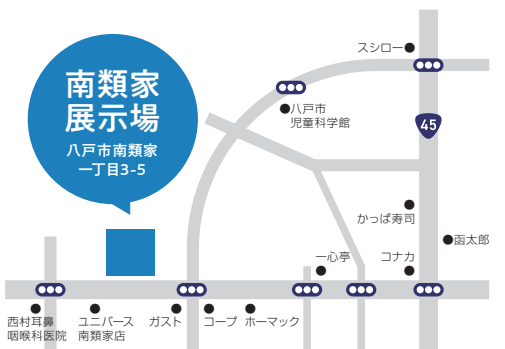 スシロー
南類家
展示場
八戸市南類家
一丁目3-5
八戸市
児童科学館
45
かっぱ寿司
函太郎
一心亭
コナカ
西村耳鼻
咽喉科医院
ユニバース
南類家店
ガスト
コープ
ホーマック